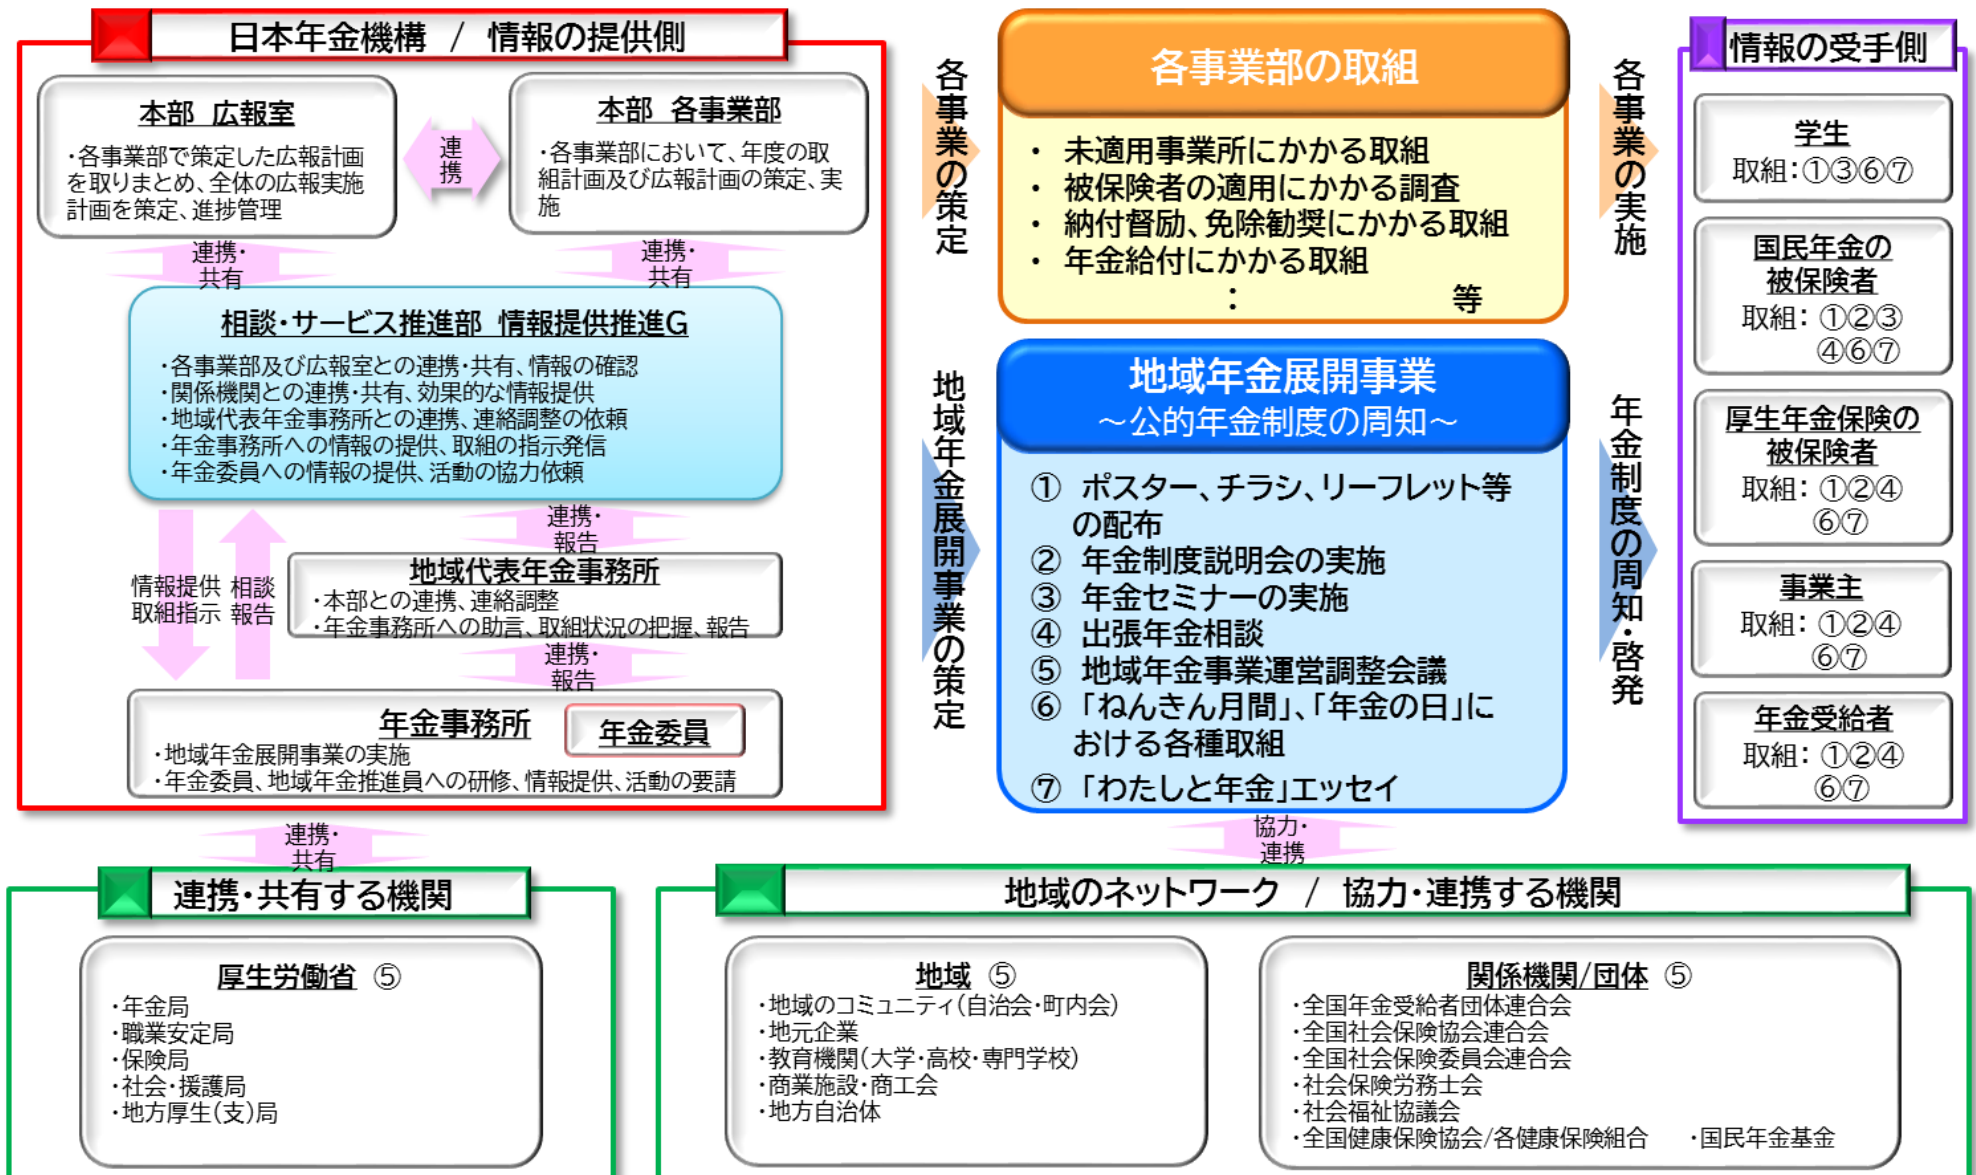 日本年金機構 / 情報の提供側
本部 広報室
・各事業部で策定した広報計画
を取りまとめ、全体の広報実施
計画を策定、進捗管理
連携
本部 各事業部
・各事業部において、年度の取
組計画及び広報計画の策定、実
施
連携・
共有
連携・
共有
相談・サービス推進部 情報提供推進G
・各事業部及び広報室との連携・共有、情報の確認
・関係機関との連携・共有、効果的な情報提供
・地域代表年金事務所との連携、連絡調整の依頼
・年金事務所への情報の提供、取組の指示発信
・年金委員への情報の提供、活動の協力依頼
情報提供
取組指示
相談
報告
連携・
報告
地域代表年金事務所
・本部との連携、連絡調整
・年金事務所への助言、取組状況の把握、報告
連携・
報告
年金事務所
年金委員
・地域年金展開事業の実施
・年金委員、地域年金推進員への研修、情報提供、活動の要請
各事業の策定
各事業部の取組
・ 未適用事業所にかかる取組
・ 被保険者の適用にかかる調査
・ 納付督励、免除勧奨にかかる取組
・ 年金給付にかかる取組
： 等
各事業の実施
地域年金展開事業の策定
地域年金展開事業
～公的年金制度の周知～
① ポスター、チラシ、リーフレット等
の配布
② 年金制度説明会の実施
③ 年金セミナーの実施
④ 出張年金相談
⑤ 地域年金事業運営調整会議
⑥ 「ねんきん月間」、「年金の日」に
おける各種取組
⑦ 「わたしと年金」エッセイ
年金制度の周知・啓発
情報の受手側
学生
取組：①③⑥⑦
国民年金の
被保険者
取組： ①②③
④⑥⑦
厚生年金保険の
被保険者
取組： ①②④
⑥⑦
事業主
取組： ①②④
⑥⑦
年金受給者
取組： ①②④
⑥⑦
連携・
共有
協力・
連携
連携・共有する機関
厚生労働省 ⑤
・年金局
・職業安定局
・保険局
・社会・援護局
・地方厚生(支)局
地域のネットワーク / 協力・連携する機関
地域 ⑤
・地域のコミュニティ(自治会・町内会)
・地元企業
・教育機関(大学・高校・専門学校)
・商業施設・商工会
・地方自治体
関係機関/団体 ⑤
・全国年金受給者団体連合会
・全国社会保険協会連合会
・全国社会保険委員会連合会
・社会保険労務士会
・社会福祉協議会
・全国健康保険協会/各健康保険組合 ・国民年金基金